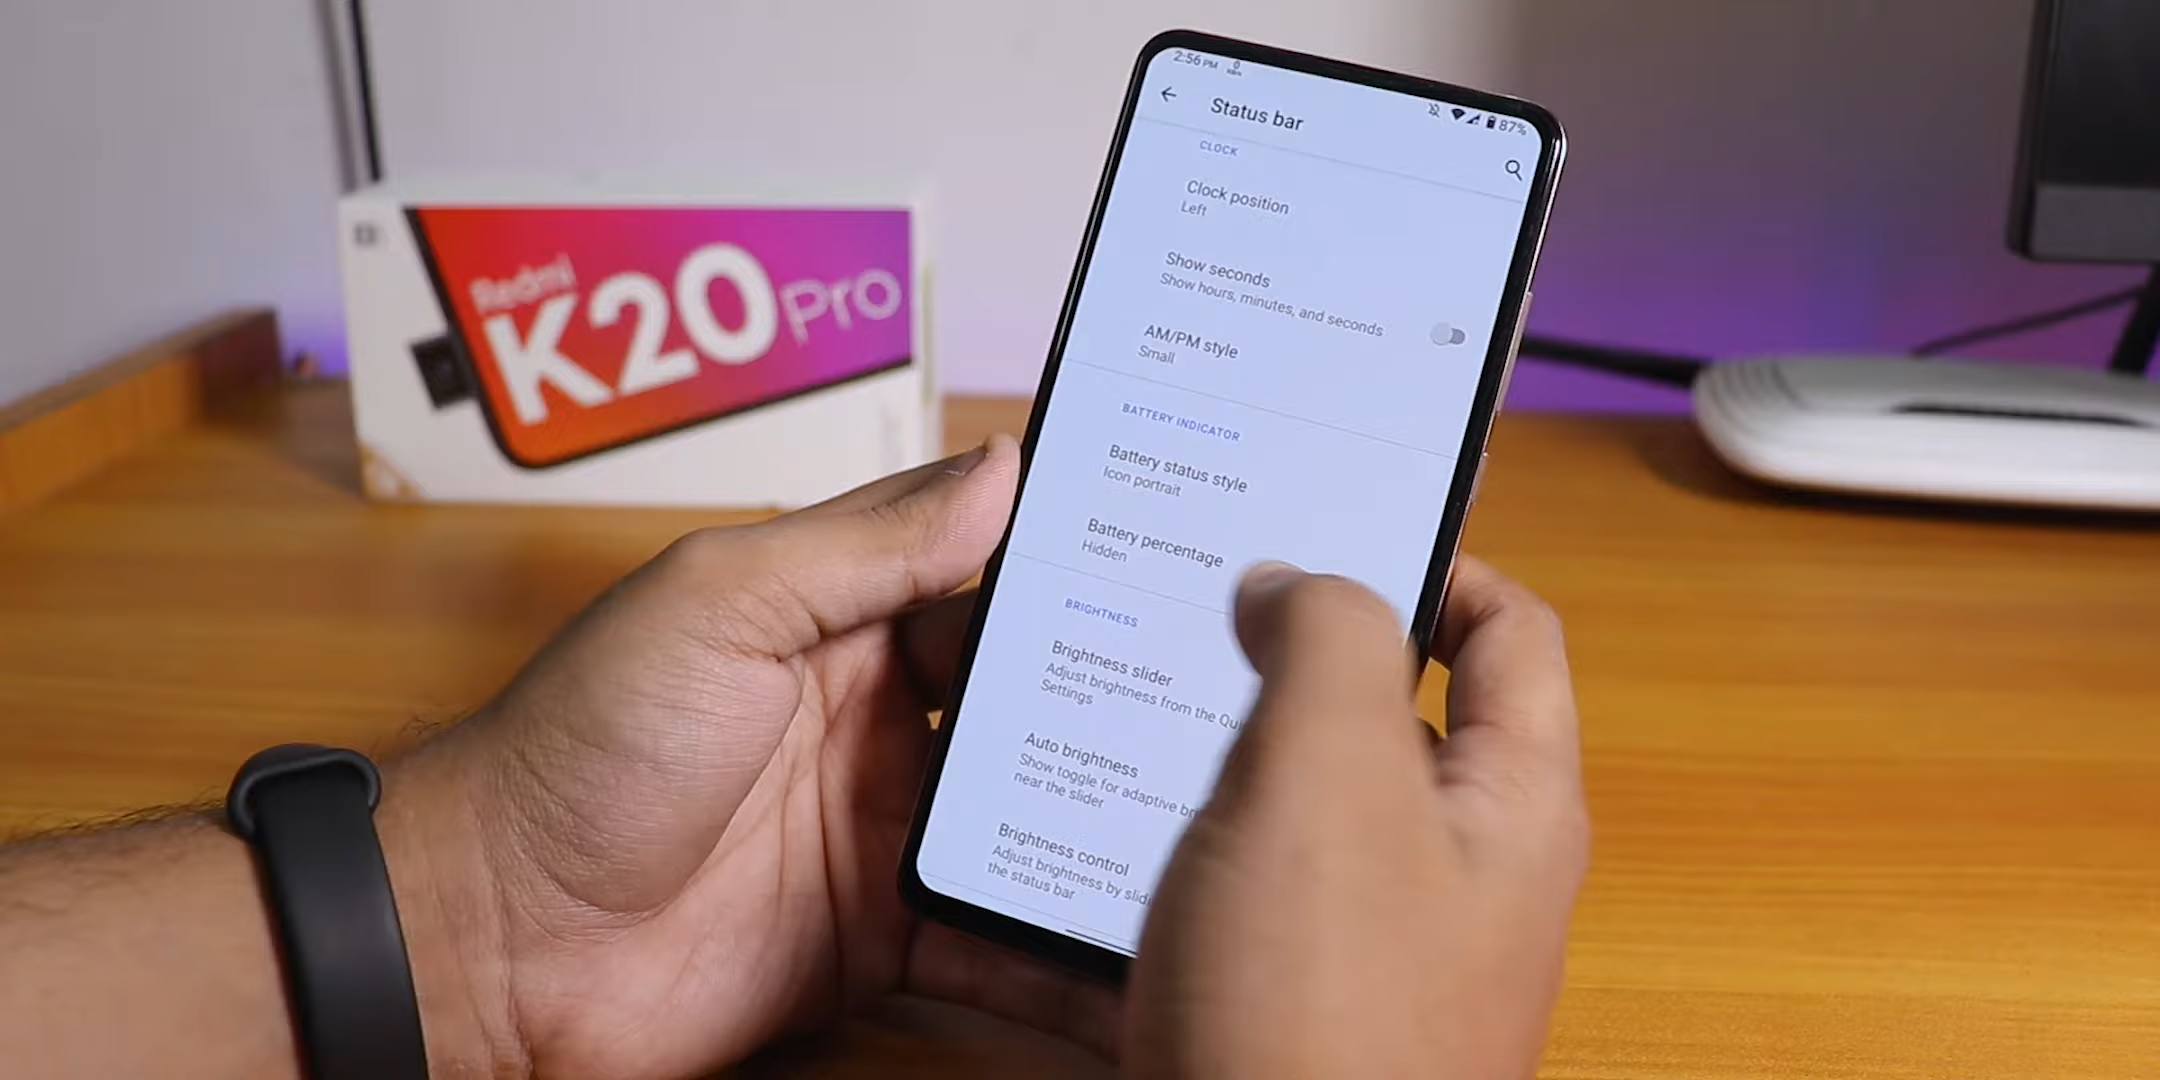 Redmi
K20 Pro
2:56 PM
0
87%
Status bar
CLOCK
Clock position
Left
Show seconds
Show hours, minutes, and seconds
AM/PM style
Small
BATTERY INDICATOR
Battery status style
Icon portrait
Battery percentage
Hidden
BRIGHTNESS
Brightness slider
Adjust brightness from the
Settings
Auto brightness
Show toggle for adaptive
near the slider
Brightness control
Adjust brightness by
the status bar